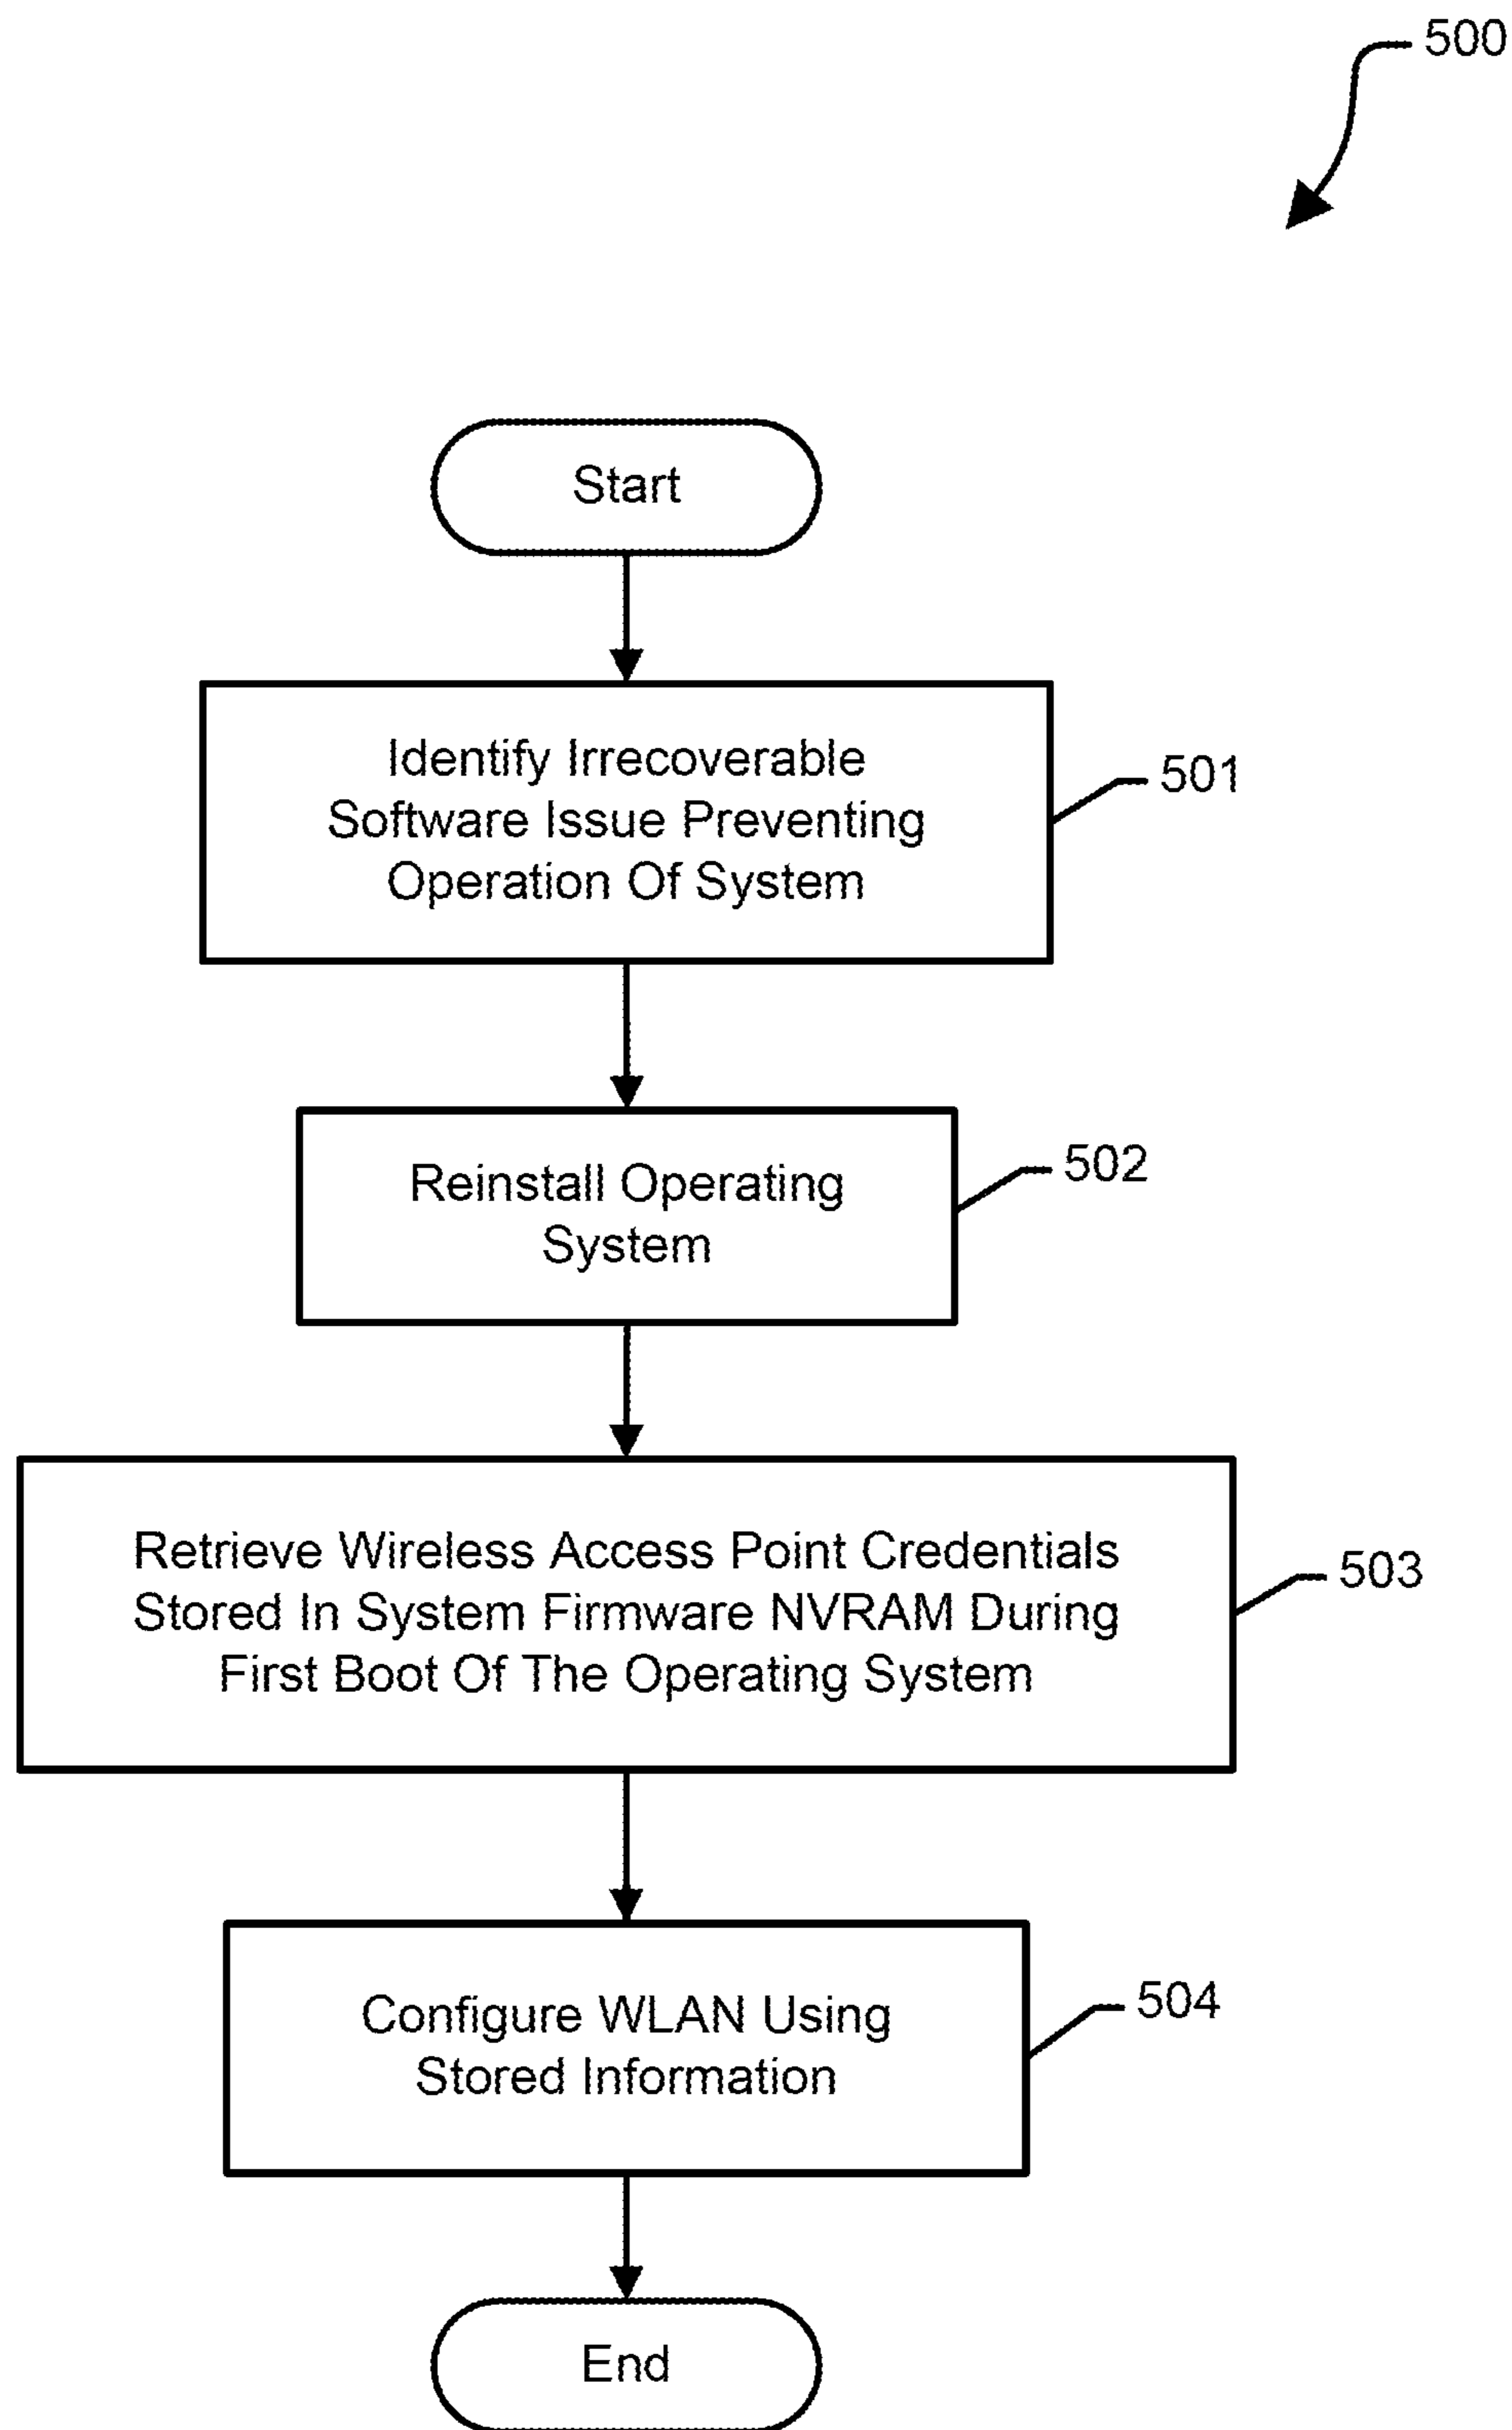 500
Start
Identify Irrecoverable
Software Issue Preventing
Operation Of System
501
Reinstall Operating
System
502
Retrieve Wireless Access Point Credentials
Stored In System Firmware NVRAM During
First Boot Of The Operating System
503
Configure WLAN Using
Stored Information
504
End